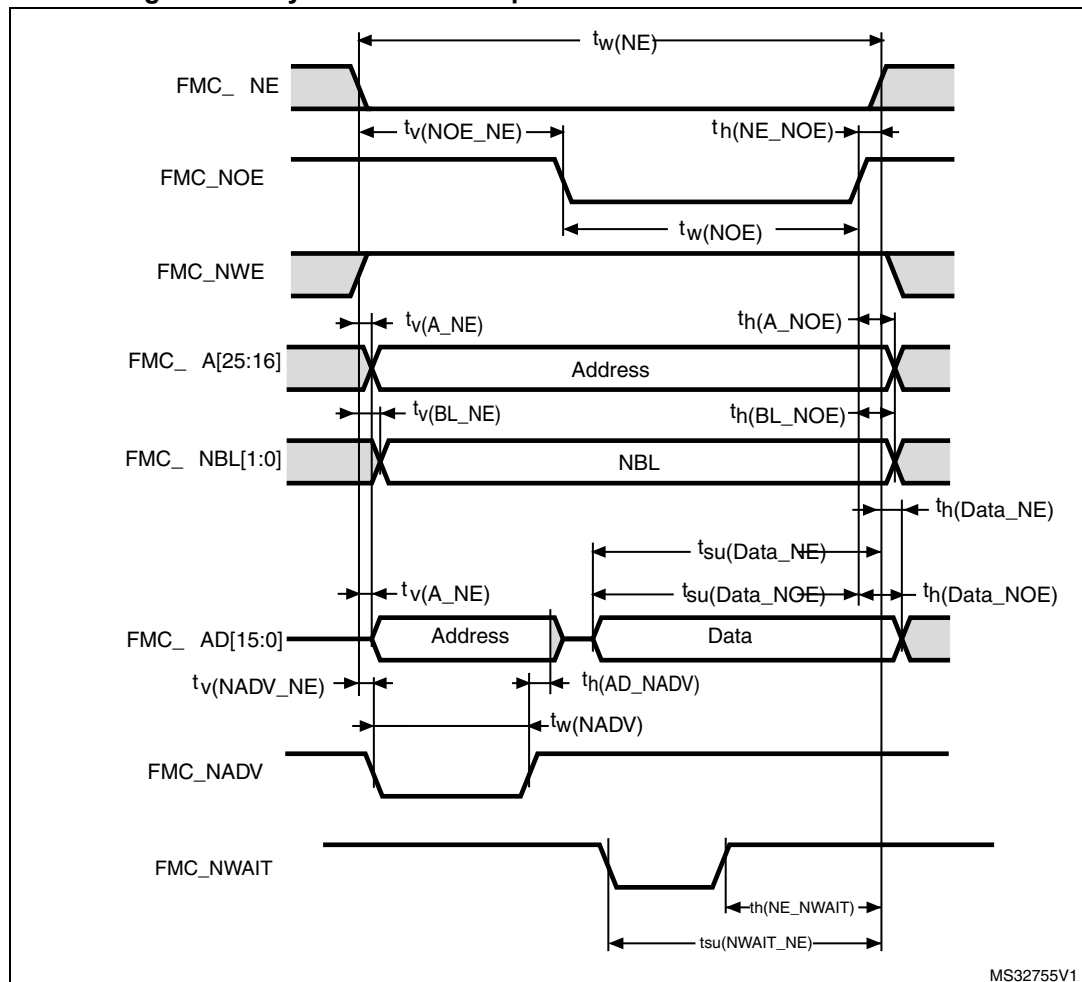 tw(NE)
FMC_ NE
tv(NOE_NE)
th(NE_NOE)
FMC_NOE
tw(NOE)
FMC_NWE
tv(A_NE)
th(A_NOE)
FMC_ A[25:16]
Address
tv(BL_NE)
th(BL_NOE)
FMC_ NBL[1:0]
NBL
th(Data_NE)
tsu(Data_NE)
tv(A_NE)
tsu(Data_NOE)
th(Data_NOE)
FMC_ AD[15:0]
Address
Data
tv(NADV_NE)
th(AD_NADV)
tw(NADV)
FMC_NADV
FMC_NWAIT
th(NE_NWAIT)
tsu(NWAIT_NE)
MS32755V1